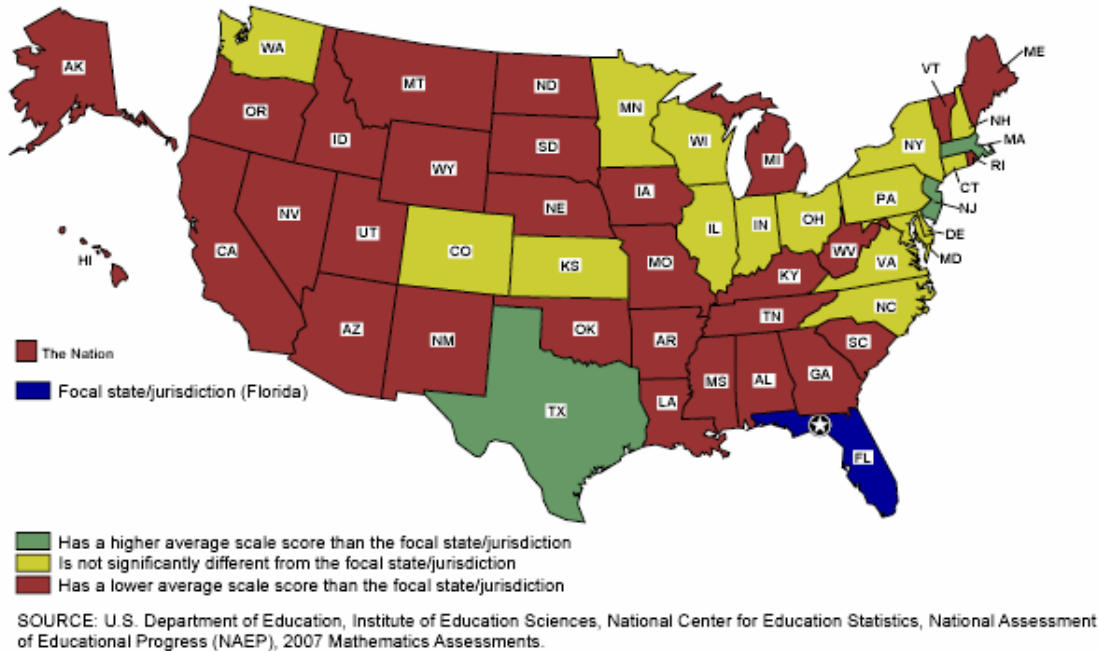 WA
AK
MT
ND
MN
VT
ME
OR
ID
SD
WI
NY
NH
MA
RI
MI
WY
IA
PA
CT
NJ
NE
NV
UT
IL
IN
OH
DE
MD
HI
CA
CO
KS
MO
WV
VA
KY
NC
AZ
NM
OK
TN
AR
SC
MS
AL
GA
The Nation
Focal state/jurisdiction (Florida)
TX
LA
FL
Has a higher average scale score than the focal state/jurisdiction
Is not significantly different from the focal state/jurisdiction
Has a lower average scale score than the focal state/jurisdiction
SOURCE: U.S. Department of Education, Institute of Education Sciences, National Center for Education Statistics, National Assessment
of Educational Progress (NAEP), 2007 Mathematics Assessments.